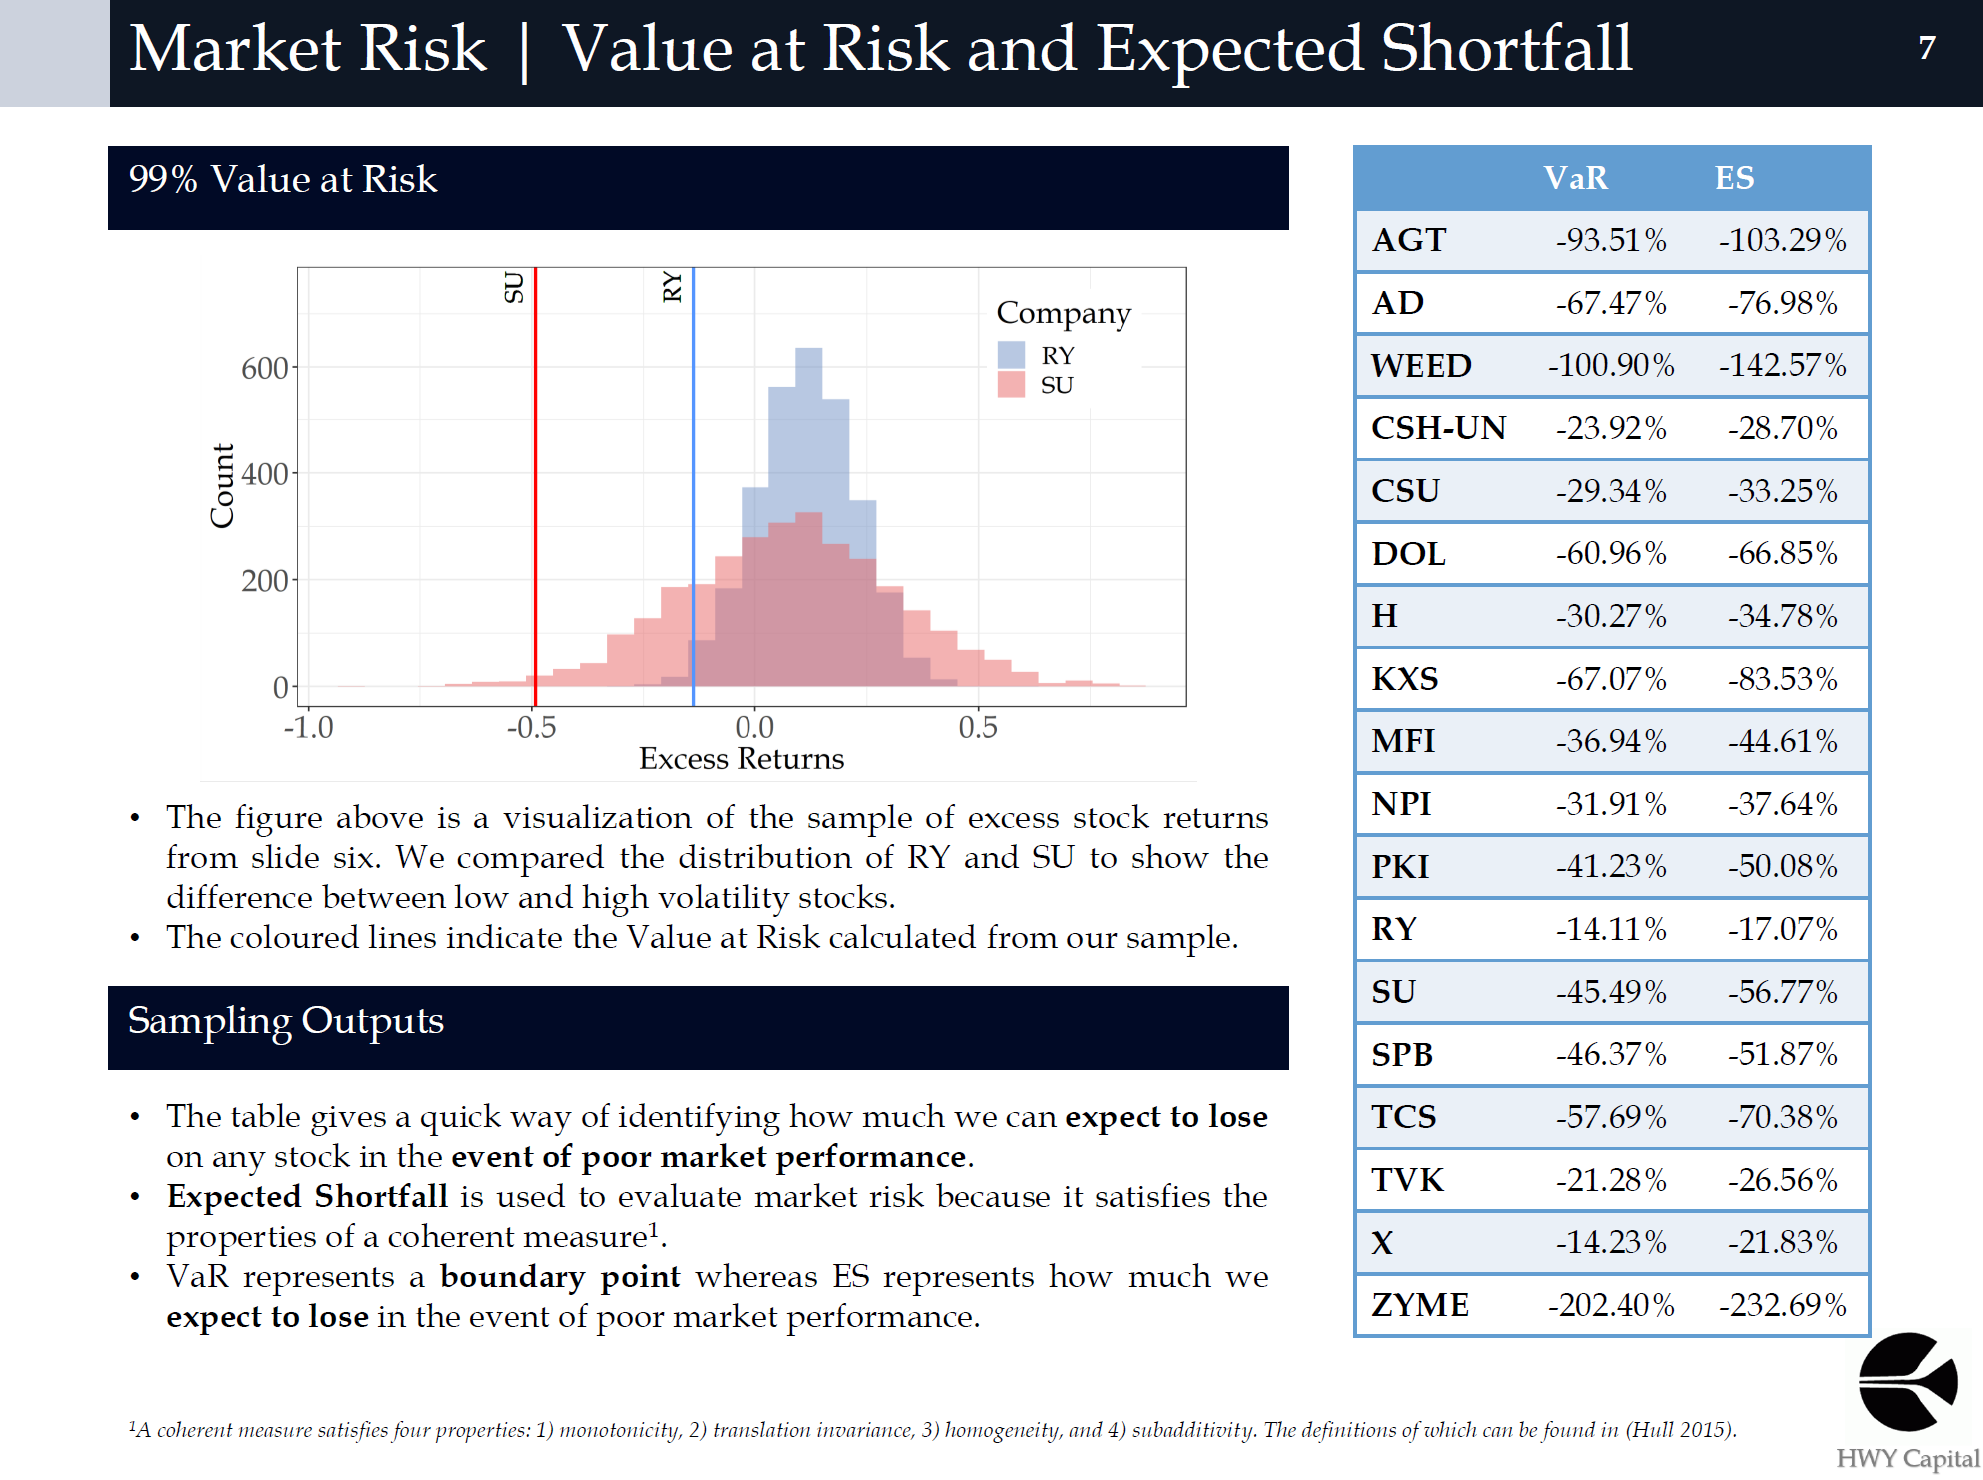 Market Risk | Value at Risk and Expected Shortfall
7
99% Value at Risk
SU
RY
Company
RY
SU
600
400
200
0
Count
-1.0
-0.5
0.0
0.5
Excess Returns
• The figure above is a visualization of the sample of excess stock returns
from slide six. We compared the distribution of RY and SU to show the
difference between low and high volatility stocks.
• The coloured lines indicate the Value at Risk calculated from our sample.
Sampling Outputs
• The table gives a quick way of identifying how much we can expect to lose
on any stock in the event of poor market performance.
• Expected Shortfall is used to evaluate market risk because it satisfies the
properties of a coherent measure¹.
• VaR represents a boundary point whereas ES represents how much we
expect to lose in the event of poor market performance.
VaR ES
AGT -93.51% -103.29%
AD -67.47% -76.98%
WEED -100.90% -142.57%
CSH-UN -23.92% -28.70%
CSU -29.34% -33.25%
DOL -60.96% -66.85%
H -30.27% -34.78%
KXS -67.07% -83.53%
MFI -36.94% -44.61%
NPI -31.91% -37.64%
PKI -41.23% -50.08%
RY -14.11% -17.07%
SU -45.49% -56.77%
SPB -46.37% -51.87%
TCS -57.69% -70.38%
TVK -21.28% -26.56%
X -14.23% -21.83%
ZYME -202.40% -232.69%
¹A coherent measure satisfies four properties: 1) monotonicity, 2) translation invariance, 3) homogeneity, and 4) subadditivity. The definitions of which can be found in (Hull 2015).
HWY Capital